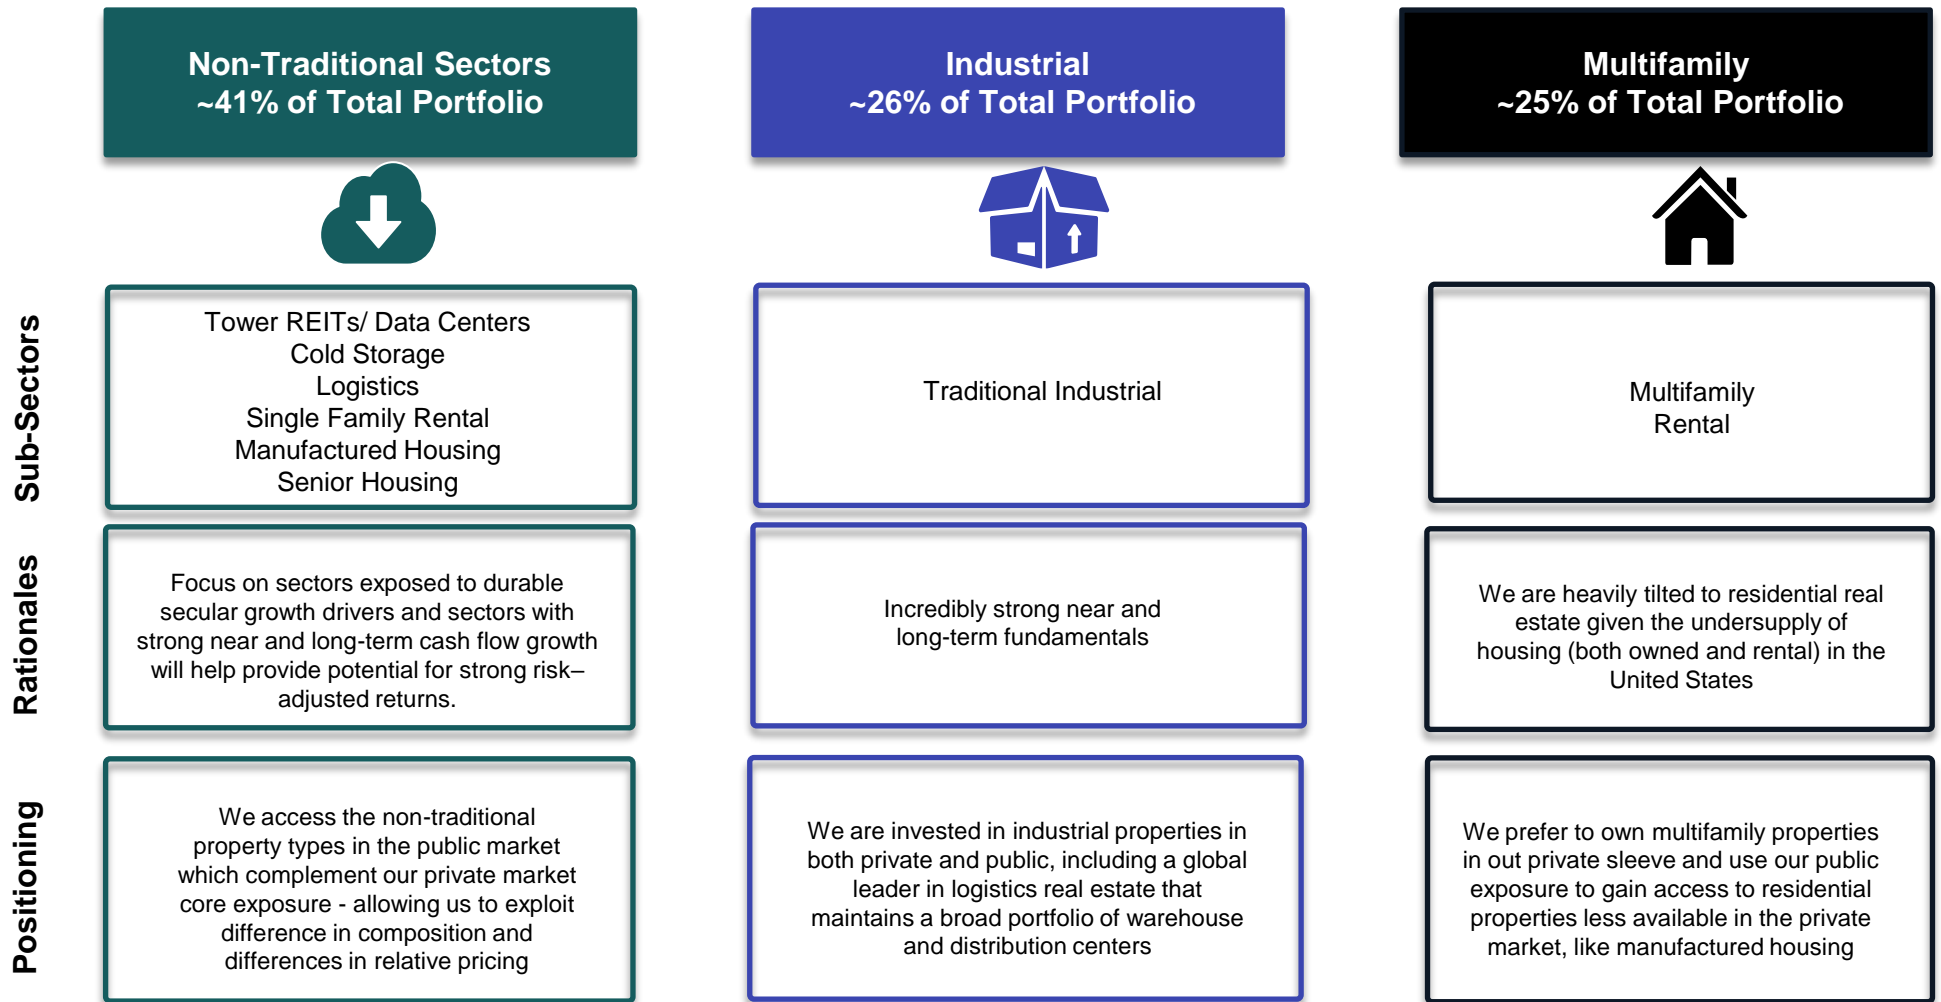 Non-Traditional Sectors
~41% of Total Portfolio
Industrial
~26% of Total Portfolio
Multifamily
~25% of Total Portfolio
Sub-Sectors
Tower REITs/ Data Centers
Cold Storage
Logistics
Single Family Rental
Manufactured Housing
Senior Housing
Traditional Industrial
Multifamily
Rental
Rationales
Focus on sectors exposed to durable
secular growth drivers and sectors with
strong near and long-term cash flow growth
will help provide potential for strong risk–
adjusted returns.
Incredibly strong near and
long-term fundamentals
We are heavily tilted to residential real
estate given the undersupply of
housing (both owned and rental) in the
United States
Positioning
We access the non-traditional
property types in the public market
which complement our private market
core exposure - allowing us to exploit
difference in composition and
differences in relative pricing
We are invested in industrial properties in
both private and public, including a global
leader in logistics real estate that
maintains a broad portfolio of warehouse
and distribution centers
We prefer to own multifamily properties
in out private sleeve and use our public
exposure to gain access to residential
properties less available in the private
market, like manufactured housing